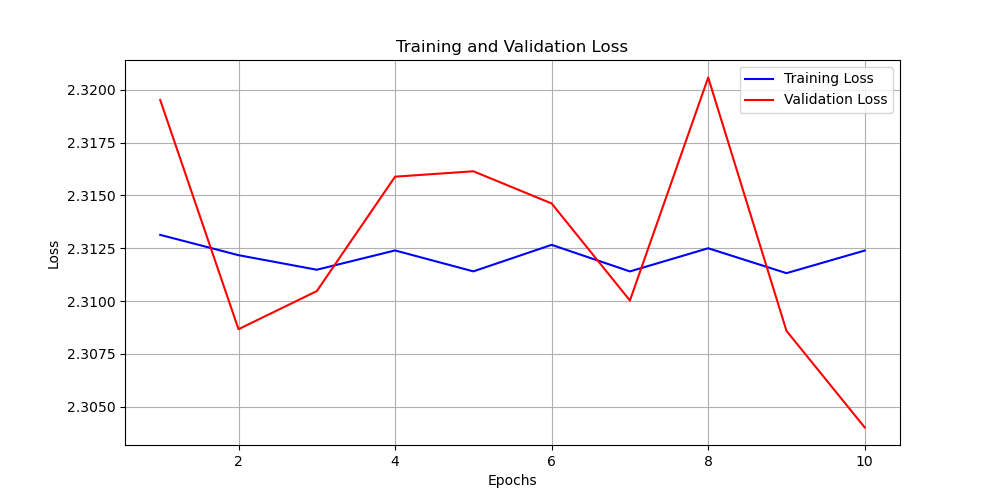 Training and Validation Loss
Training Loss
Validation Loss
2.3200
2.3175
2.3150
2.3125
2.3100
2.3075
2.3050
Loss
2 4 6 8 10
Epochs